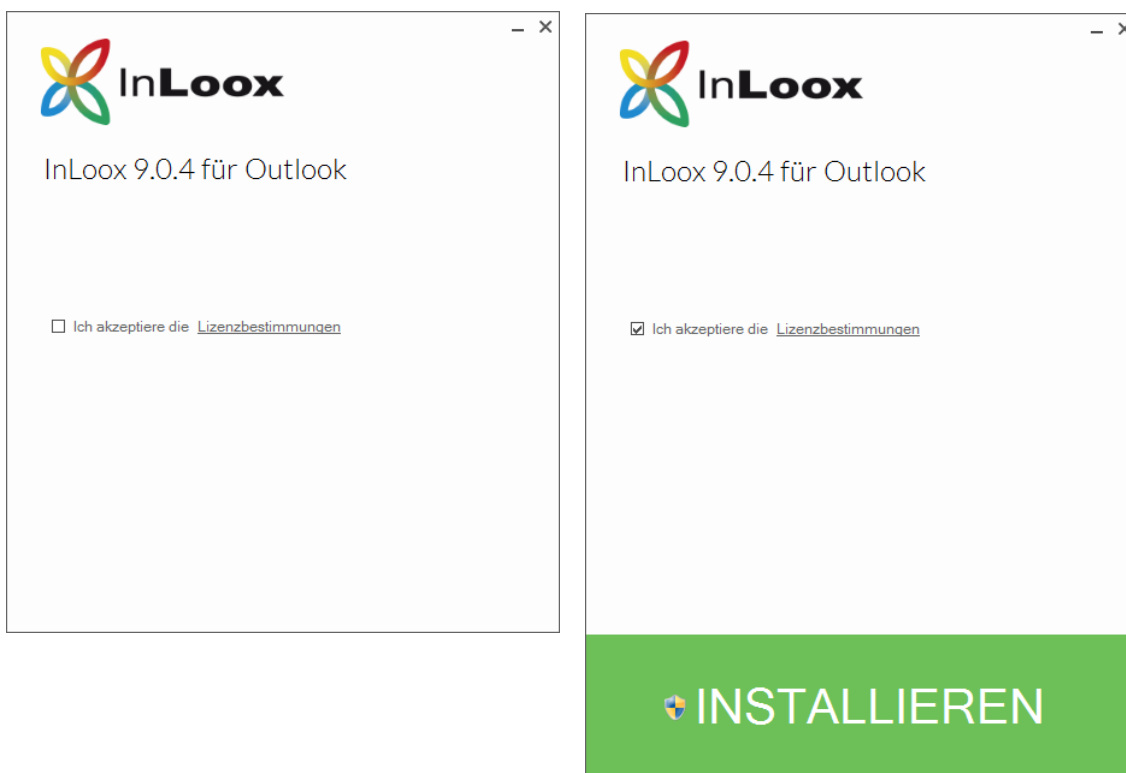 InLoox
InLoox 9.0.4 für Outlook
Ich akzeptiere die Lizenzbestimmungen
InLoox
InLoox 9.0.4 für Outlook
Ich akzeptiere die Lizenzbestimmungen
INSTALLIEREN